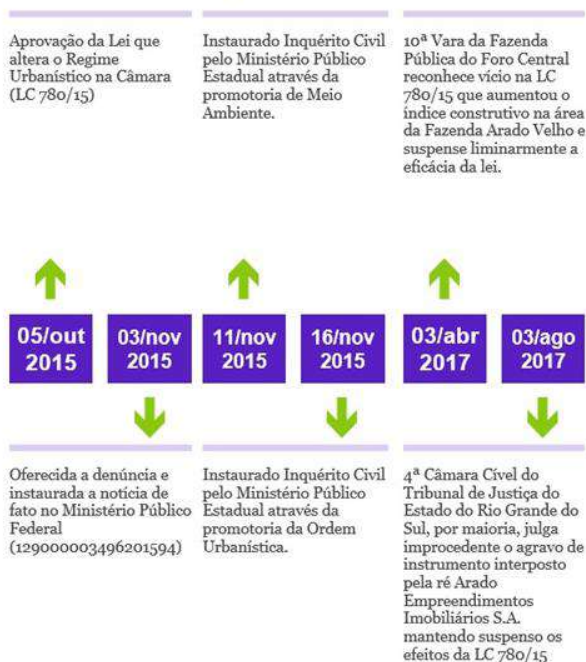 Aprovação da Lei que
altera o Regime
Urbanístico na Câmara
(LC 780/15)
Instaurado Inquérito Civil
pelo Ministério Público
Estadual através da
promotoria de Meio
Ambiente.
10ª Vara da Fazenda
Pública do Foro Central
reconhece vício na LC
780/15 que aumentou o
índice construtivo na área
da Fazenda Arado Velho e
suspense liminarmente a
eficácia da lei.
05/out
2015
03/nov
2015
11/nov
2015
16/nov
2015
03/abr
2017
03/ago
2017
Oferecida a denúncia e
instaurada a notícia de
fato no Ministério Público
Federal
(129000003496201594)
Instaurado Inquérito Civil
pelo Ministério Público
Estadual através da
promotoria da Ordem
Urbanística.
4ª Câmara Cível do
Tribunal de Justiça do
Estado do Rio Grande do
Sul, por maioria, julga
improcedente o agravo de
instrumento interposto
pela ré Arado
Empreendimentos
Imobiliários S.A.
mantendo suspenso os
efeitos da LC 780/15